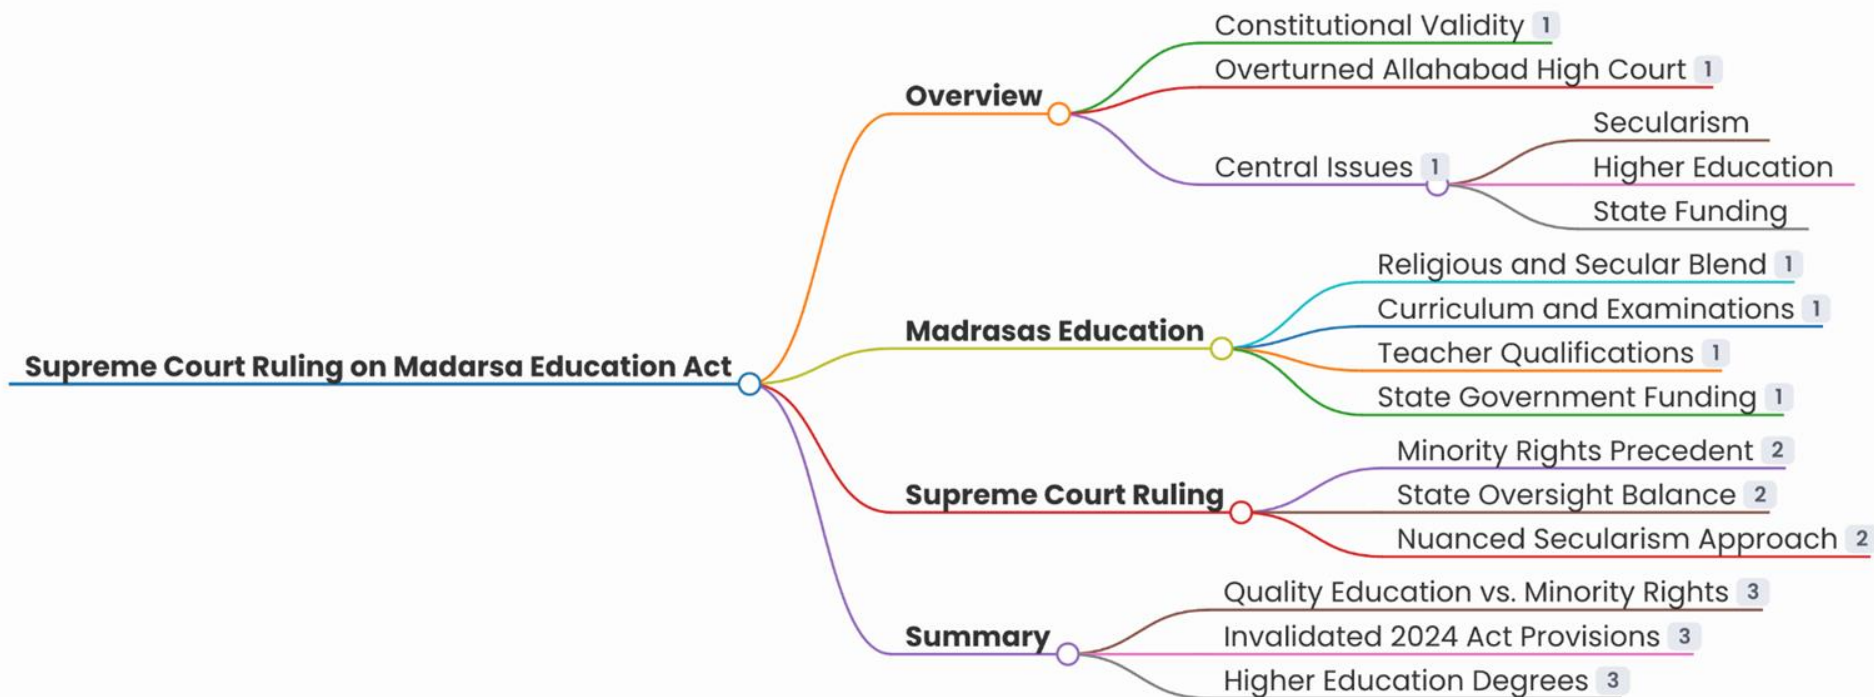 Supreme Court Ruling on Madarsa Education Act
Overview
Constitutional Validity 1
Overturned Allahabad High Court 1
Central Issues 1
Secularism
Higher Education
State Funding
Madrasas Education
Religious and Secular Blend 1
Curriculum and Examinations 1
Teacher Qualifications 1
State Government Funding 1
Supreme Court Ruling
Minority Rights Precedent 2
State Oversight Balance 2
Nuanced Secularism Approach 2
Summary
Quality Education vs. Minority Rights 3
Invalidated 2024 Act Provisions 3
Higher Education Degrees 3